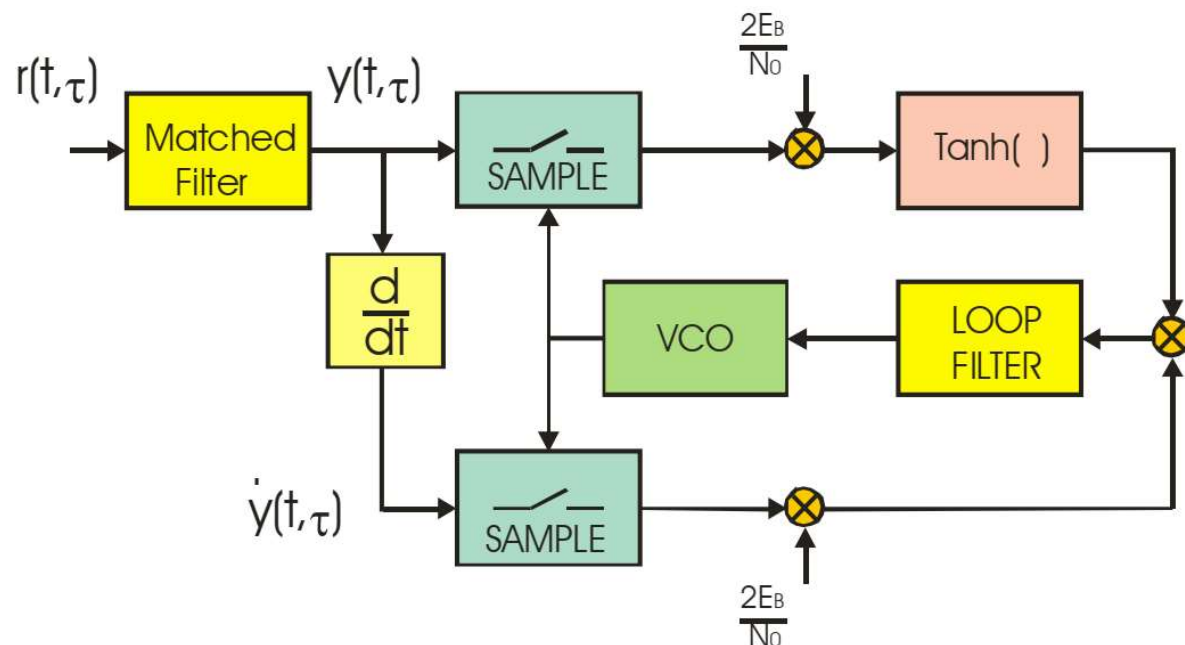 r(t,τ)
y(t,τ)
2EB
N0
Matched
Filter
SAMPLE
Tanh( )
d
dt
VCO
LOOP
FILTER
ẏ(t,τ)
SAMPLE
2EB
N0